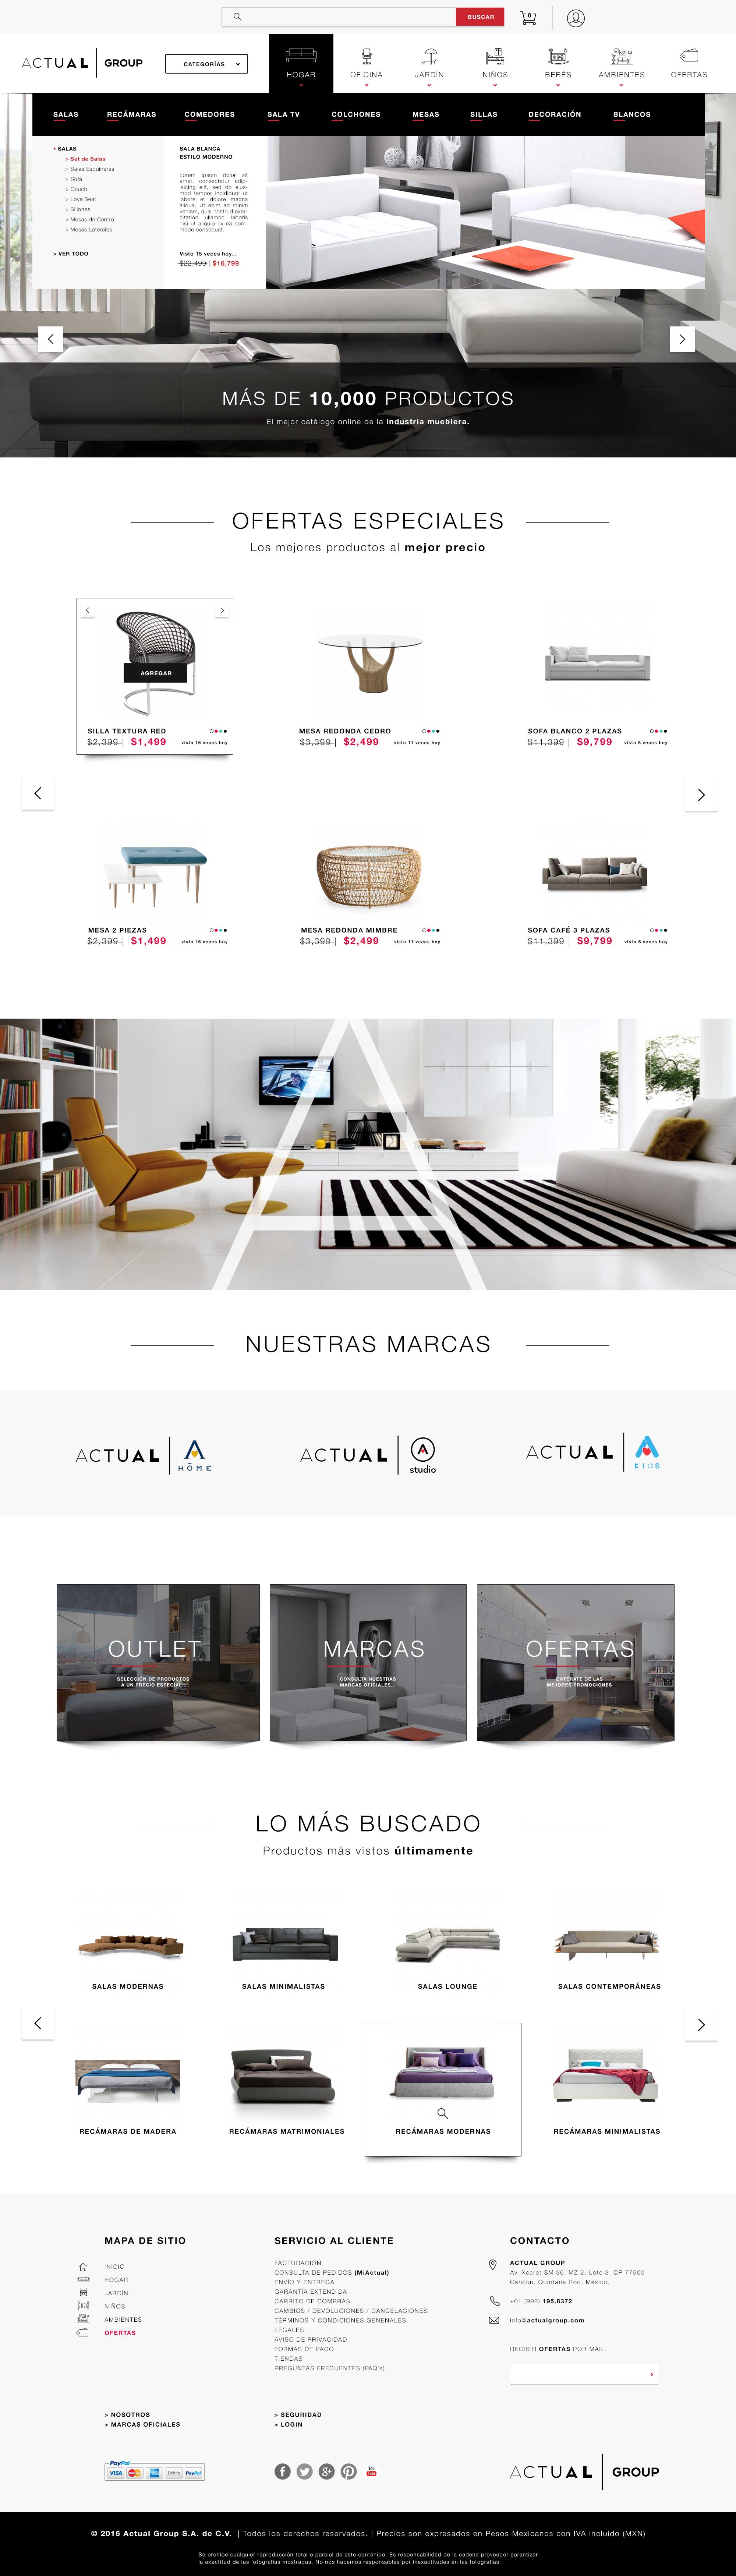 BUSCAR
0
ACTUAL GROUP
CATEGORÍAS
HOGAR
OFICINA
JARDÍN
NIÑOS
BEBÉS
AMBIENTES
OFERTAS
SALAS
RECÁMARAS
COMEDORES
SALA TV
COLCHONES
MESAS
SILLAS
DECORACIÓN
BLANCOS
SALAS
> Set de Salas
> Salas Esquineras
> Sofá
> Couch
> Love Seat
> Sillones
> Mesas de Centro
> Mesas Laterales
> VER TODO
SALA BLANCA
ESTILO MODERNO
Lorem ipsum dolor sit
amet, consectetur adip-
isicing elit, sed do eius-
mod tempor incididunt ut
labore et dolore magna
aliqua. Ut enim ad minim
veniam, quis nostrud exer-
citation ullamco laboris
nisi ut aliquip ex ea com-
modo consequat.
Visto 15 veces hoy...
$22,499 | $16,799
MÁS DE 10,000 PRODUCTOS
El mejor catálogo online de la industria mueblera.
OFERTAS ESPECIALES
Los mejores productos al mejor precio
AGREGAR
SILLA TEXTURA RED
$2,399 | $1,499 visto 16 veces hoy
MESA REDONDA CEDRO
$3,399 | $2,499 visto 11 veces hoy
SOFA BLANCO 2 PLAZAS
$11,399 | $9,799 visto 8 veces hoy
MESA 2 PIEZAS
$2,399 | $1,499 visto 16 veces hoy
MESA REDONDA MIMBRE
$3,399 | $2,499 visto 11 veces hoy
SOFA CAFÉ 3 PLAZAS
$11,399 | $9,799 visto 8 veces hoy
NUESTRAS MARCAS
ACTUAL HŌME
ACTUAL A studio
ACTUAL KIDS
OUTLET
SELECCIÓN DE PRODUCTOS
A UN PRECIO ESPECIAL...
MARCAS
CONSULTA NUESTRAS
MARCAS OFICIALES...
OFERTAS
ENTÉRATE DE LAS
MEJORES PROMOCIONES
LO MÁS BUSCADO
Productos más vistos últimamente
SALAS MODERNAS
SALAS MINIMALISTAS
SALAS LOUNGE
SALAS CONTEMPORÁNEAS
RECÁMARAS DE MADERA
RECÁMARAS MATRIMONIALES
RECÁMARAS MODERNAS
RECÁMARAS MINIMALISTAS
MAPA DE SITIO
INICIO
HOGAR
JARDÍN
NIÑOS
AMBIENTES
OFERTAS
> NOSOTROS
> MARCAS OFICIALES
SERVICIO AL CLIENTE
FACTURACIÓN
CONSULTA DE PEDIDOS (MiActual)
ENVÍO Y ENTREGA
GARANTÍA EXTENDIDA
CARRITO DE COMPRAS
CAMBIOS / DEVOLUCIONES / CANCELACIONES
TÉRMINOS Y CONDICIONES GENENALES
LEGALES
AVISO DE PRIVACIDAD
FORMAS DE PAGO
TIENDAS
PREGUNTAS FRECUENTES (FAQ's)
> SEGURIDAD
> LOGIN
CONTACTO
ACTUAL GROUP
Av. Xcaret SM 36, MZ 2, Lote 3, CP 77500
Cancún, Quintana Roo, México.
+01 (998) 195.8372
info@actualgroup.com
RECIBIR OFERTAS POR MAIL.
PayPal
VISA
Débito PayPal
You Tube
ACTUAL GROUP
© 2016 Actual Group S.A. de C.V. | Todos los derechos reservados. | Precios son expresados en Pesos Mexicanos con IVA incluido (MXN)
Se prohibe cualquier reproducción total o parcial de este contenido. Es responsabilidad de la cadena proveedor garantizar
la exactitud de las fotografías mostradas. No nos hacemos responsables por inexactitudes en las fotografías.